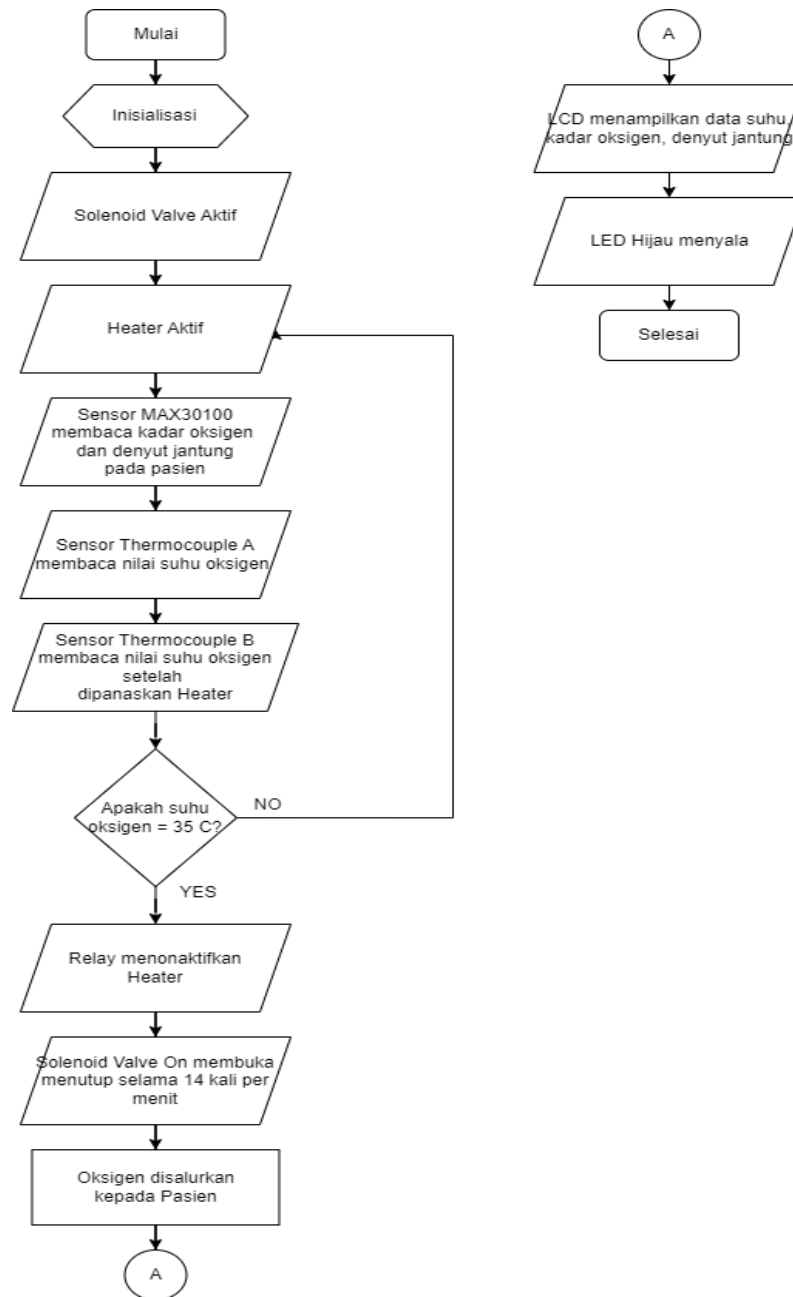 Mulai
Inisialisasi
Solenoid Valve Aktif
Heater Aktif
Sensor MAX30100
membaca kadar oksigen
dan denyut jantung
pada pasien
Sensor Thermocouple A
membaca nilai suhu oksigen
Sensor Thermocouple B
membaca nilai suhu oksigen
setelah
dipanaskan Heater
Apakah suhu
oksigen = 35 C?
NO
YES
Relay menonaktifkan
Heater
Solenoid Valve On membuka
menutup selama 14 kali per
menit
Oksigen disalurkan
kepada Pasien
A
A
LCD menampilkan data suhu,
kadar oksigen, denyut jantung
LED Hijau menyala
Selesai